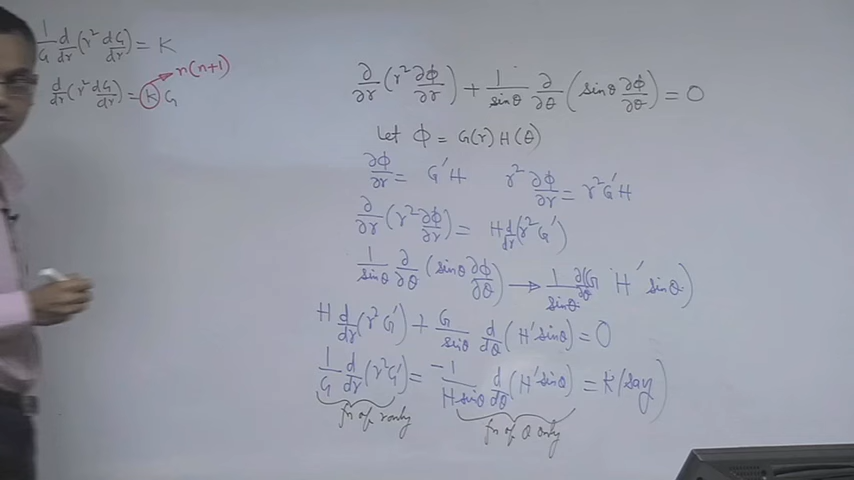 1/G d/dr (r² dG/dr) = K
d/dr (r² dG/dr) = K G → n(n+1)
∂/∂r (r² ∂ϕ/∂r) + 1/sinθ ∂/∂θ (sinθ ∂ϕ/∂θ) = 0
Let ϕ = G(r) H(θ)
∂ϕ/∂r = G'H r² ∂ϕ/∂r = r² G'H
∂/∂r (r² ∂ϕ/∂r) = H d/dr (r² G')
1/sinθ ∂/∂θ (sinθ ∂ϕ/∂θ) → 1/sinθ ∂/∂θ (G H' sinθ)
H d/dr (r² G') + G/sinθ d/dθ (H' sinθ) = 0
1/G d/dr (r² G') = -1/H sinθ d/dθ (H' sinθ) = K (say)
fn of r only fn of θ only